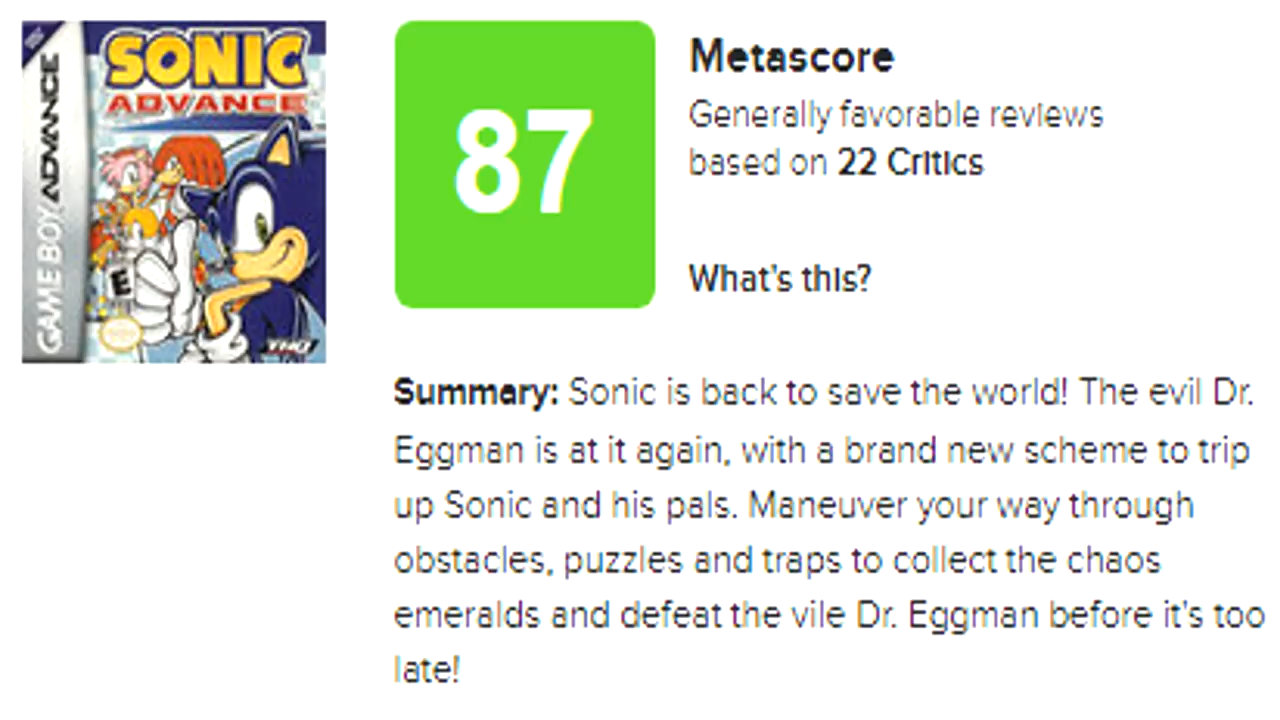 GAME BOY ADVANCE
SONIC
ADVANCE
E
THQ
87
Metascore
Generally favorable reviews
based on 22 Critics
What's this?
Summary: Sonic is back to save the world! The evil Dr.
Eggman is at it again, with a brand new scheme to trip
up Sonic and his pals. Maneuver your way through
obstacles, puzzles and traps to collect the chaos
emeralds and defeat the vile Dr. Eggman before it's too
late!